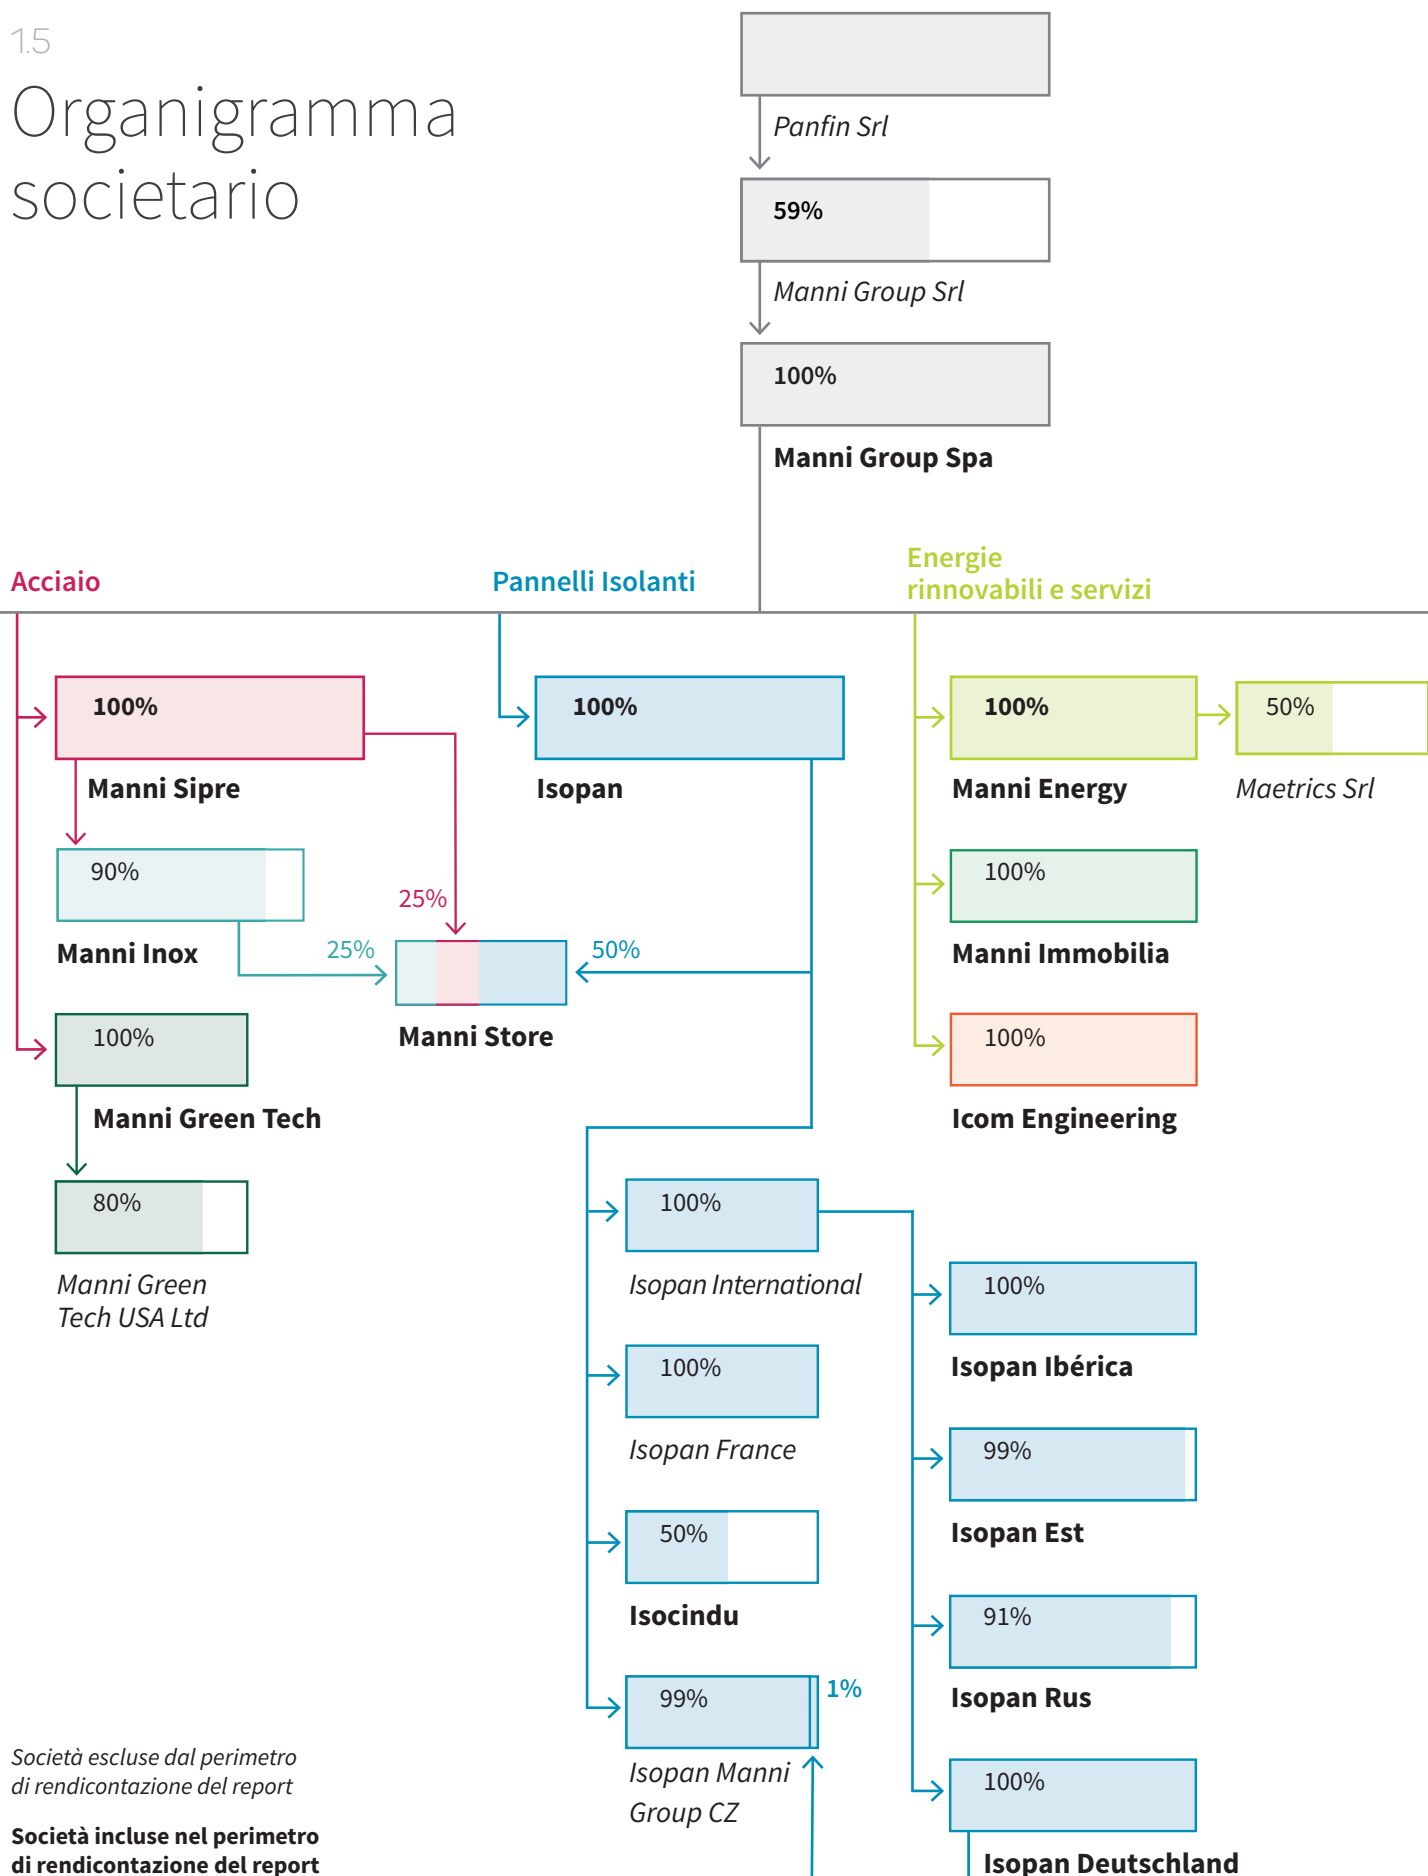 1.5
Organigramma
societario
Panfin Srl
59%
Manni Group Srl
100%
Manni Group Spa
Acciaio
Pannelli Isolanti
Energie
rinnovabili e servizi
100%
Manni Sipre
90%
Manni Inox
25%
25%
50%
Manni Store
100%
Manni Green Tech
80%
Manni Green
Tech USA Ltd
100%
Isopan
100%
Isopan International
100%
Isopan France
50%
Isocindu
99%
1%
Isopan Manni
Group CZ
100%
Manni Energy
50%
Maetrics Srl
100%
Manni Immobilia
100%
Icom Engineering
100%
Isopan Ibérica
99%
Isopan Est
91%
Isopan Rus
100%
Isopan Deutschland
Società escluse dal perimetro
di rendicontazione del report
Società incluse nel perimetro
di rendicontazione del report